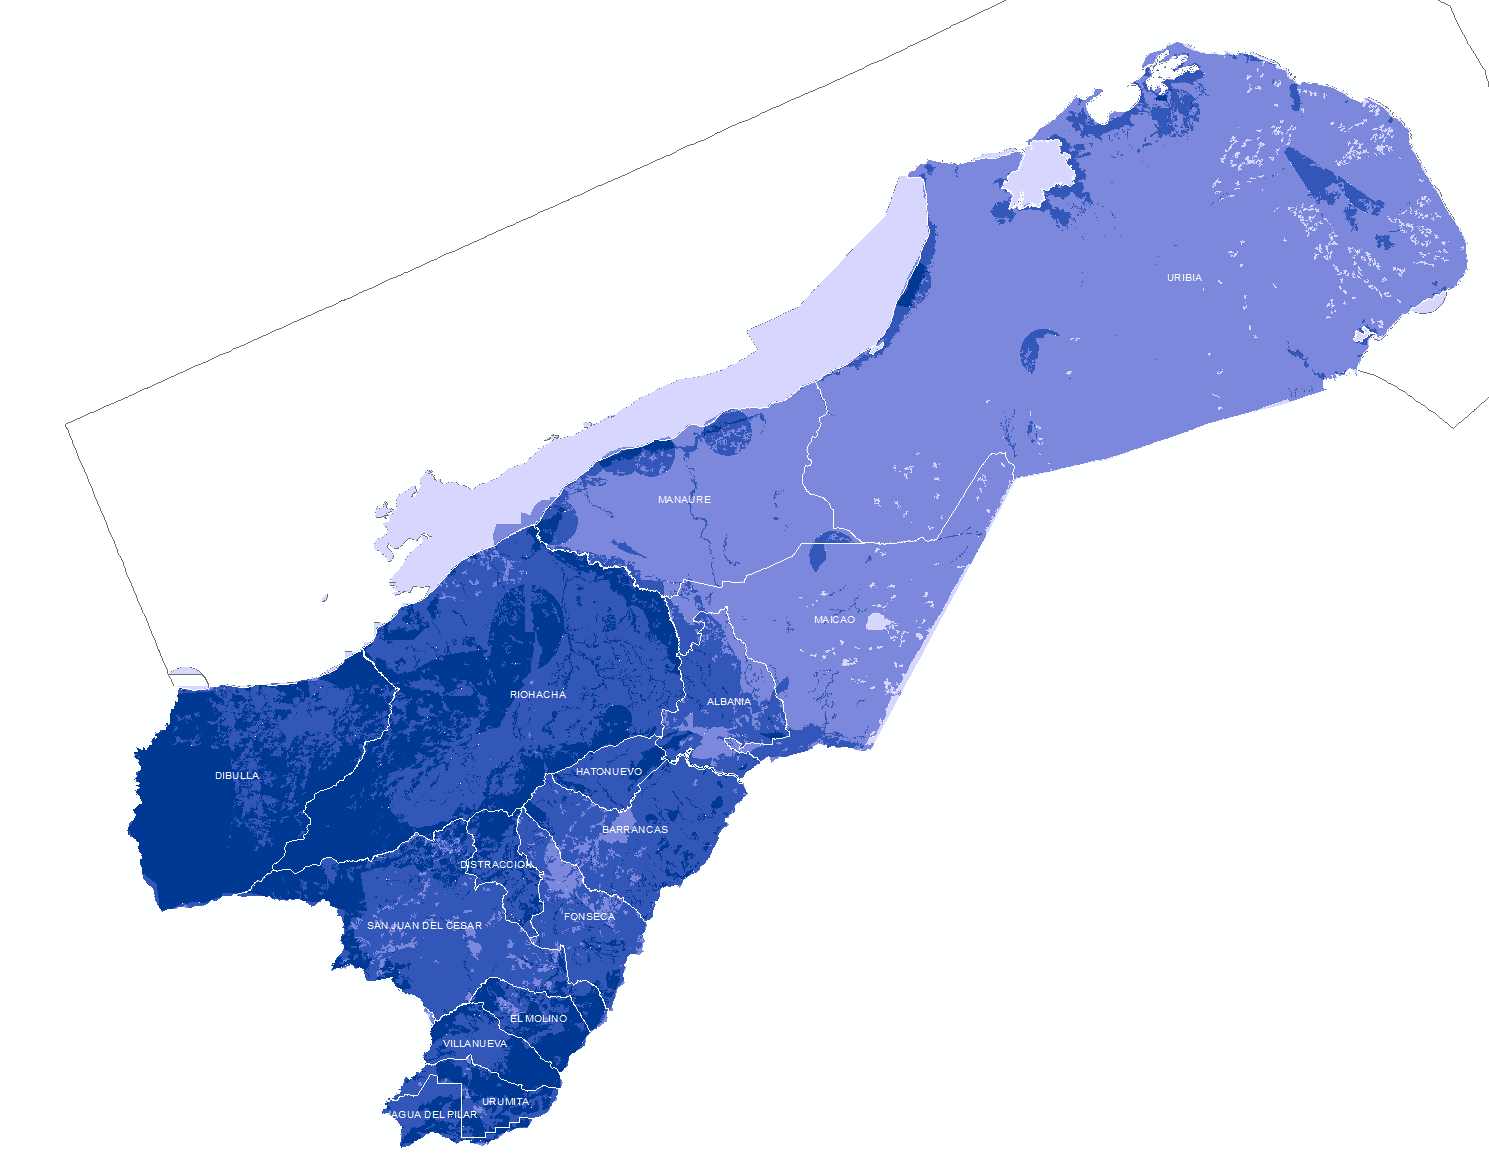 URIBIA
MANAURE
MAICAO
RIOHACHA
ALBANIA
HATONUEVO
DIBULLA
BARRANCAS
DISTRACCION
FONSECA
SAN JUAN DEL CESAR
EL MOLINO
VILLANUEVA
URUMITA
AGUA DEL PILAR